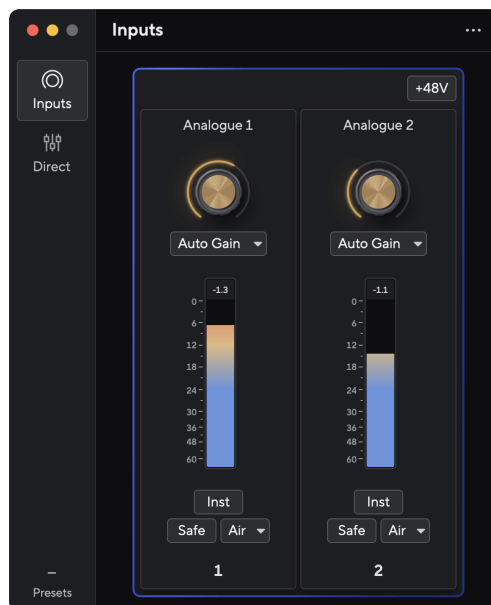 Inputs
+48V
Inputs
Direct
Analogue 1
Analogue 2
Auto Gain
Auto Gain
-1.3
0
6
12
18
24
30
36
48
60
-1.1
0
6
12
18
24
30
36
48
60
Inst
Safe
Air
1
Inst
Safe
Air
2
Presets